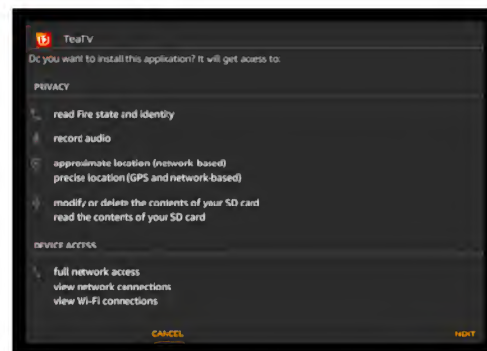 TeaTV
Do you want to install this application? It will get access to:
PRIVACY
read Fire state and identity
record audio
approximate location (network-based)
precise location (GPS and network-based)
modify or delete the contents of your SD card
read the contents of your SD card
DEVICE ACCESS
full network access
view network connections
view Wi-Fi connections
CANCEL
NEXT